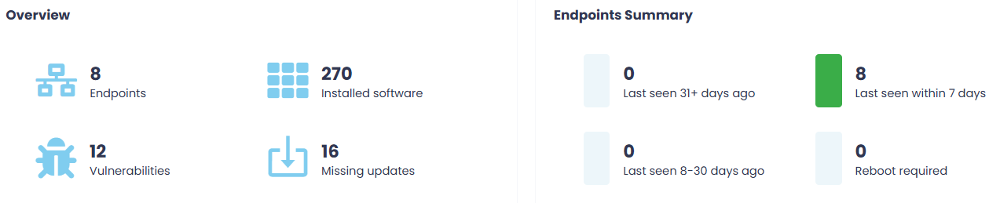 Overview
8
Endpoints
270
Installed software
12
Vulnerabilities
16
Missing updates
Endpoints Summary
0
Last seen 31+ days ago
8
Last seen within 7 days
0
Last seen 8-30 days ago
0
Reboot required